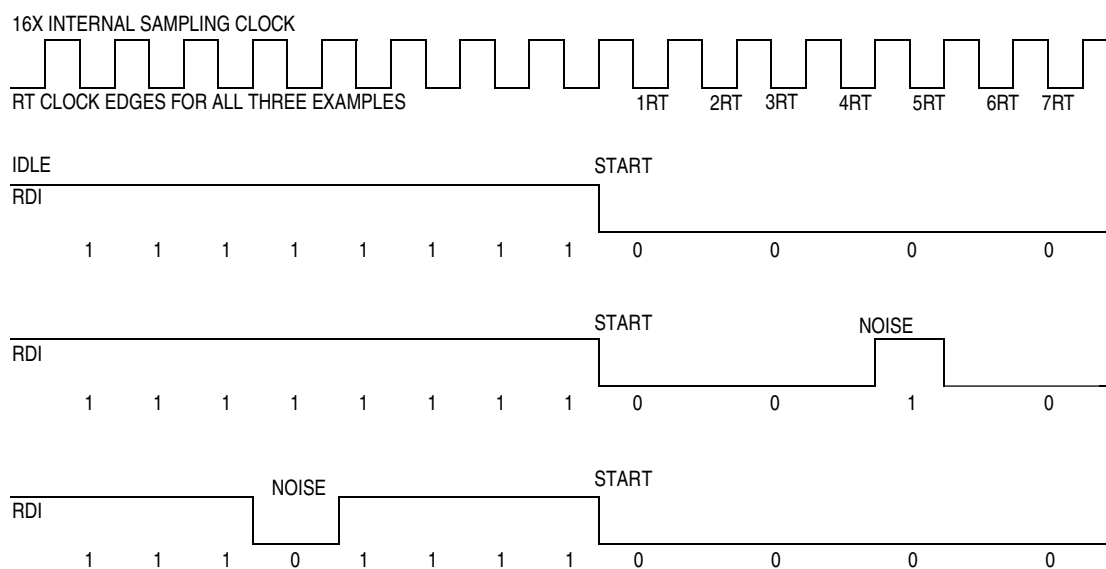 16X INTERNAL SAMPLING CLOCK
RT CLOCK EDGES FOR ALL THREE EXAMPLES 1RT 2RT 3RT 4RT 5RT 6RT 7RT
IDLE START
RDI
1 1 1 1 1 1 1 1 0 0 0 0
START NOISE
RDI
1 1 1 1 1 1 1 1 0 0 1 0
NOISE START
RDI
1 1 1 0 1 1 1 1 0 0 0 0